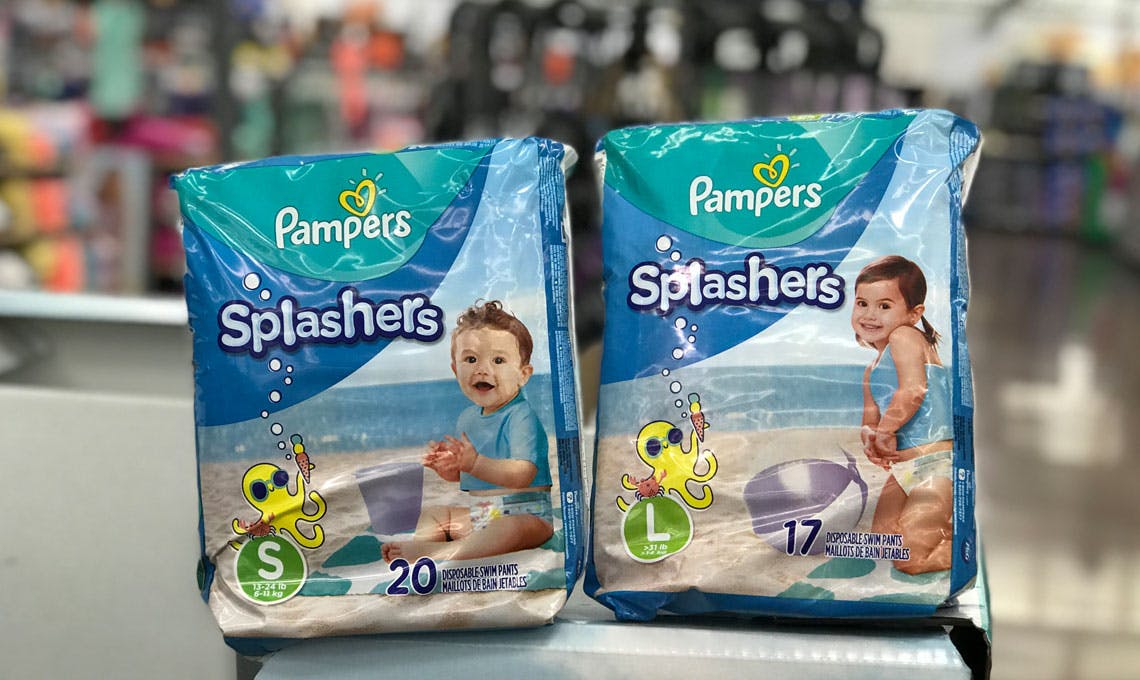 Pampers
Splashers
S
13-24 lb
6-11 kg
20 DISPOSABLE SWIM PANTS
MAILLOTS DE BAIN JETABLES
Pampers
Splashers
L
>31 lb
17 DISPOSABLE SWIM PANTS
MAILLOTS DE BAIN JETABLES